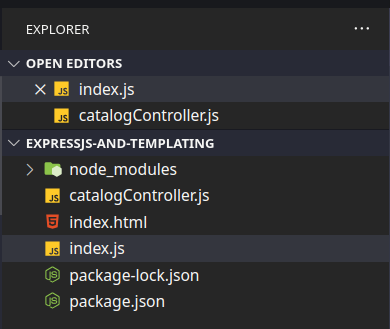 EXPLORER
OPEN EDITORS
JS index.js
JS catalogController.js
EXPRESSJS-AND-TEMPLATING
node_modules
JS catalogController.js
index.html
JS index.js
package-lock.json
package.json